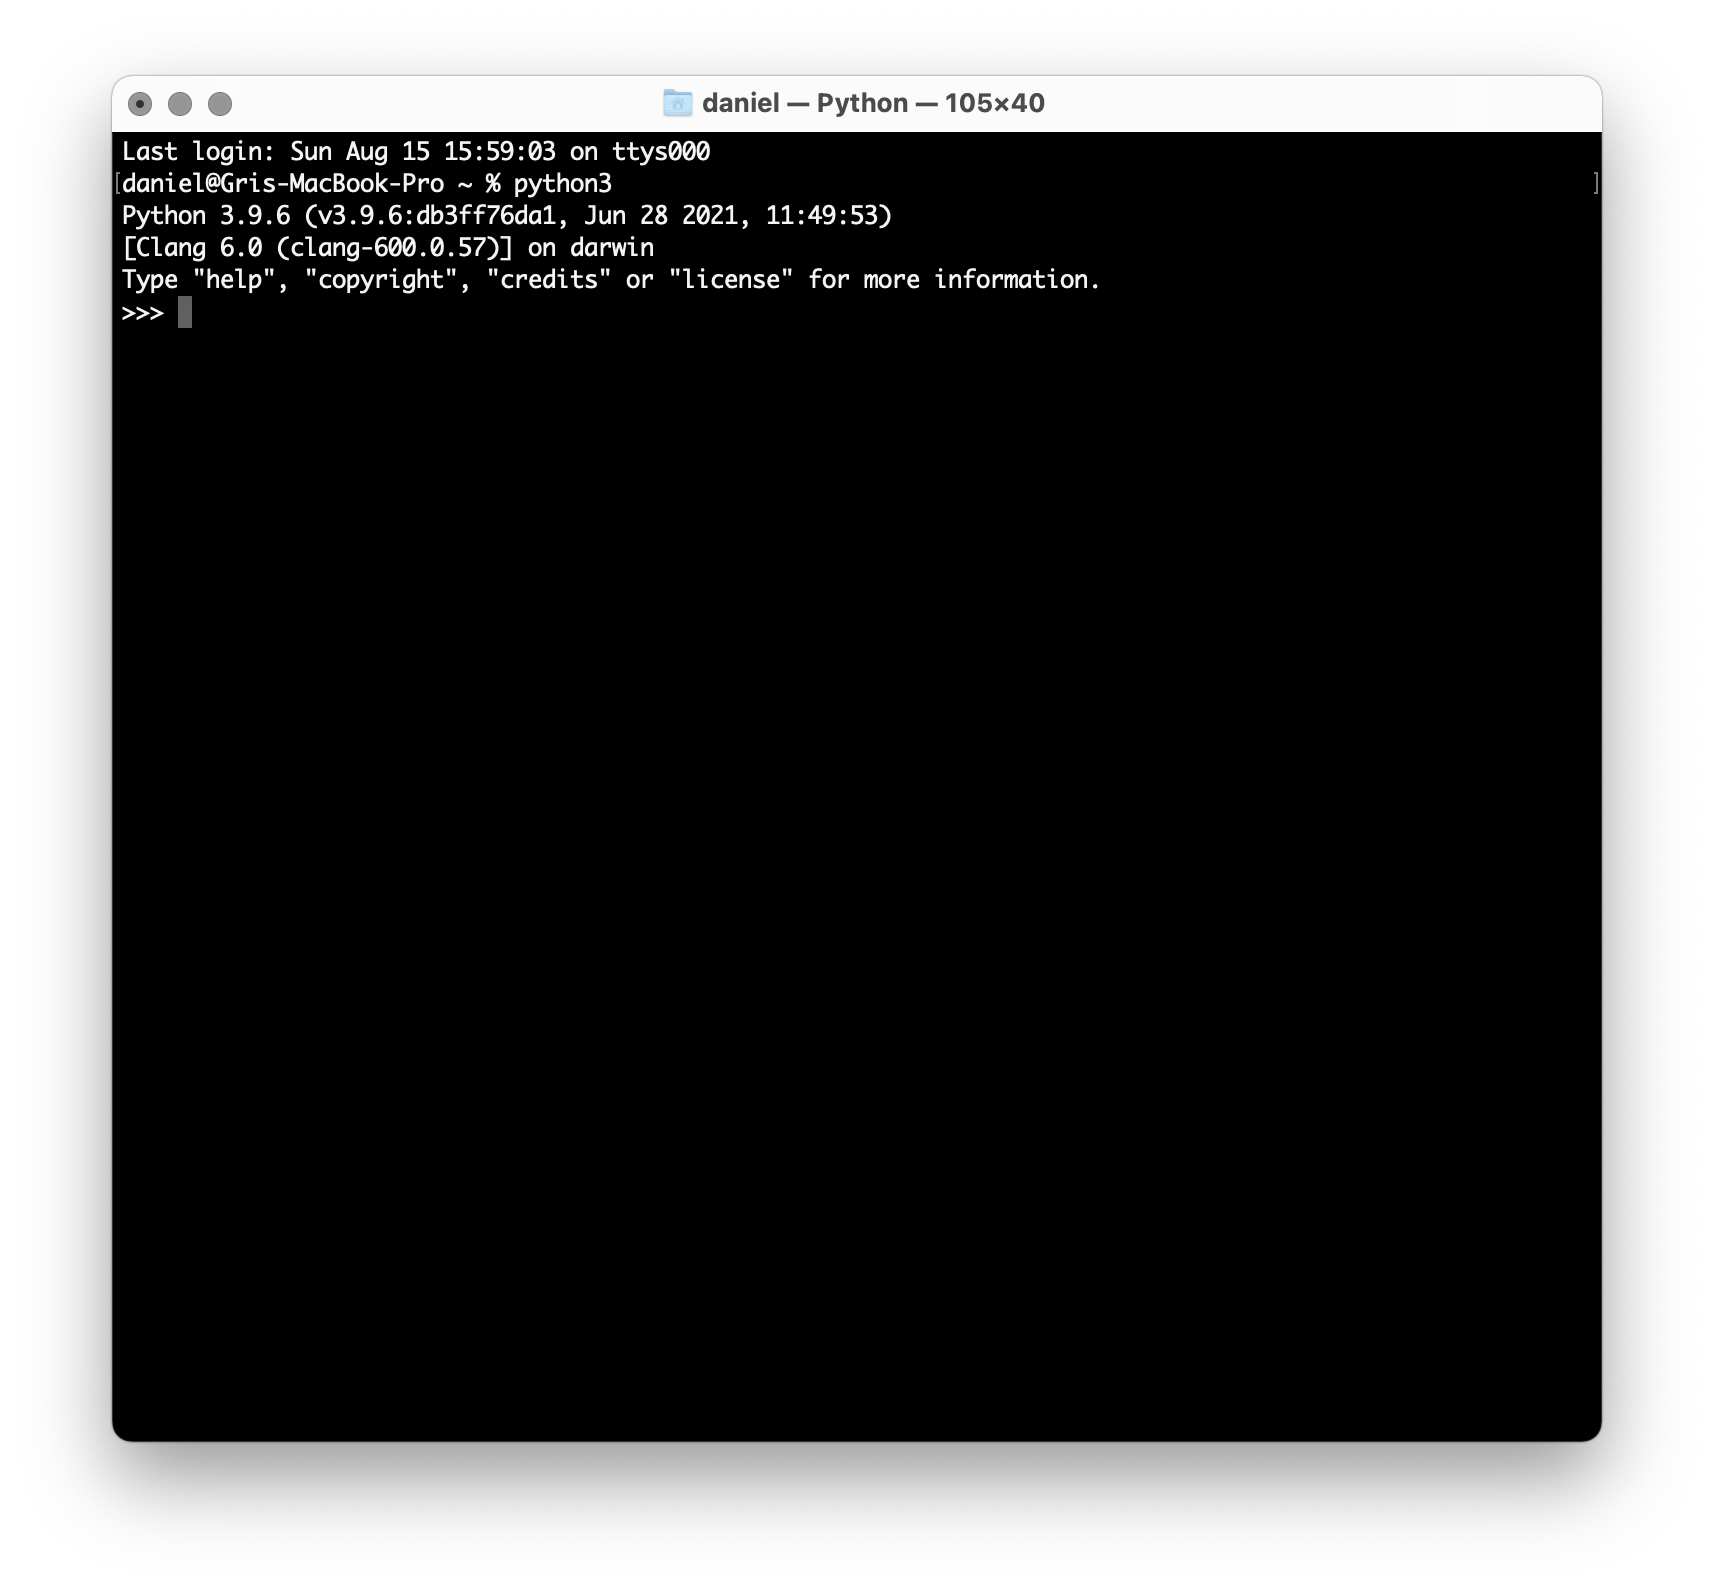 daniel — Python — 105×40
Last login: Sun Aug 15 15:59:03 on ttys000
[daniel@Gris-MacBook-Pro ~ % python3 ]
Python 3.9.6 (v3.9.6:db3ff76da1, Jun 28 2021, 11:49:53)
[Clang 6.0 (clang-600.0.57)] on darwin
Type "help", "copyright", "credits" or "license" for more information.
>>>